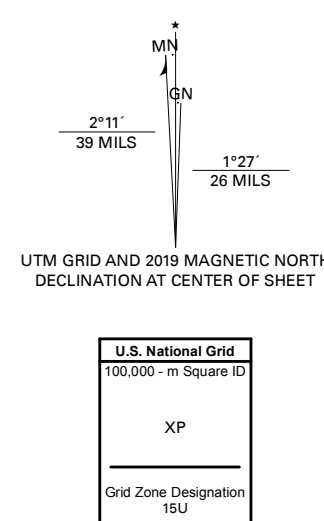 ★
MN
GN
2°11´
39 MILS
1°27´
26 MILS
UTM GRID AND 2019 MAGNETIC NORTH
DECLINATION AT CENTER OF SHEET
U.S. National Grid
100,000 - m Square ID
XP
Grid Zone Designation
15U